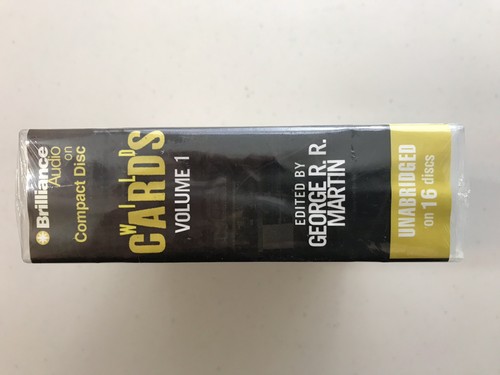 Brilliance
Audio
on
Compact Disc
WILD
CARDS
VOLUME 1
EDITED BY
GEORGE R. R.
MARTIN
UNABRIDGED
on 16 discs